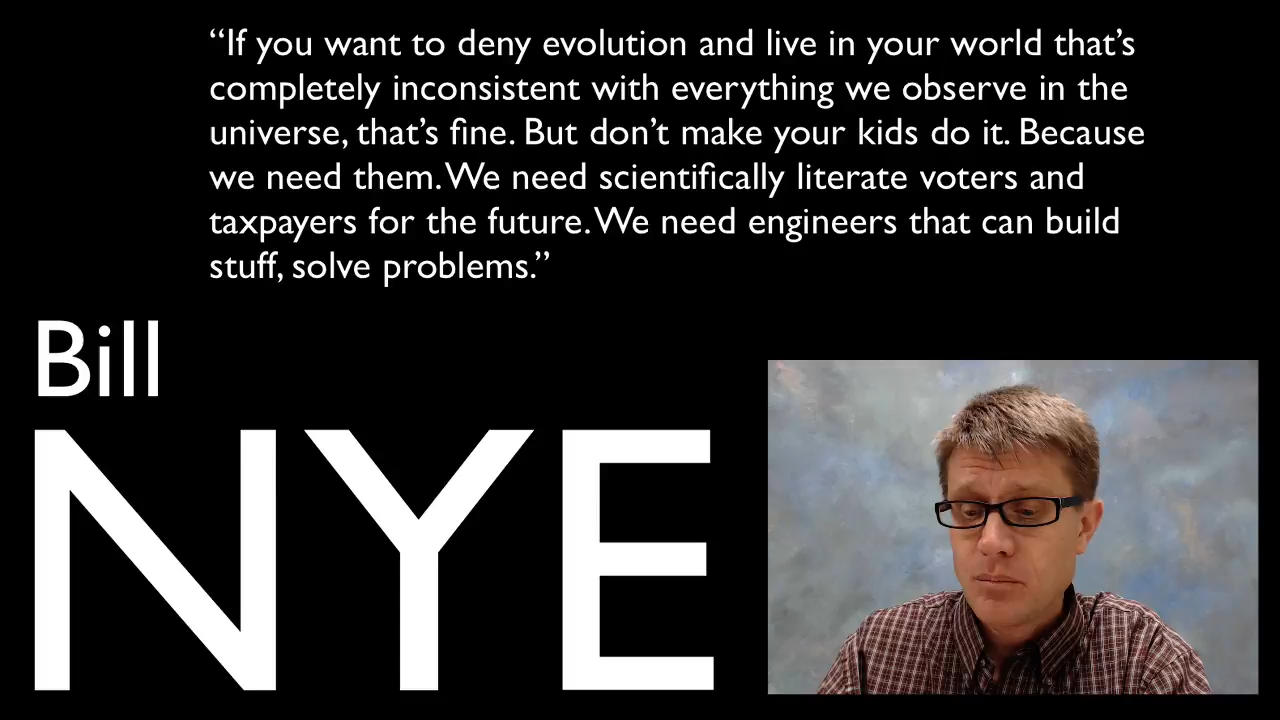 “If you want to deny evolution and live in your world that’s
completely inconsistent with everything we observe in the
universe, that’s fine. But don’t make your kids do it. Because
we need them. We need scientifically literate voters and
taxpayers for the future. We need engineers that can build
stuff, solve problems.”
Bill
NYE